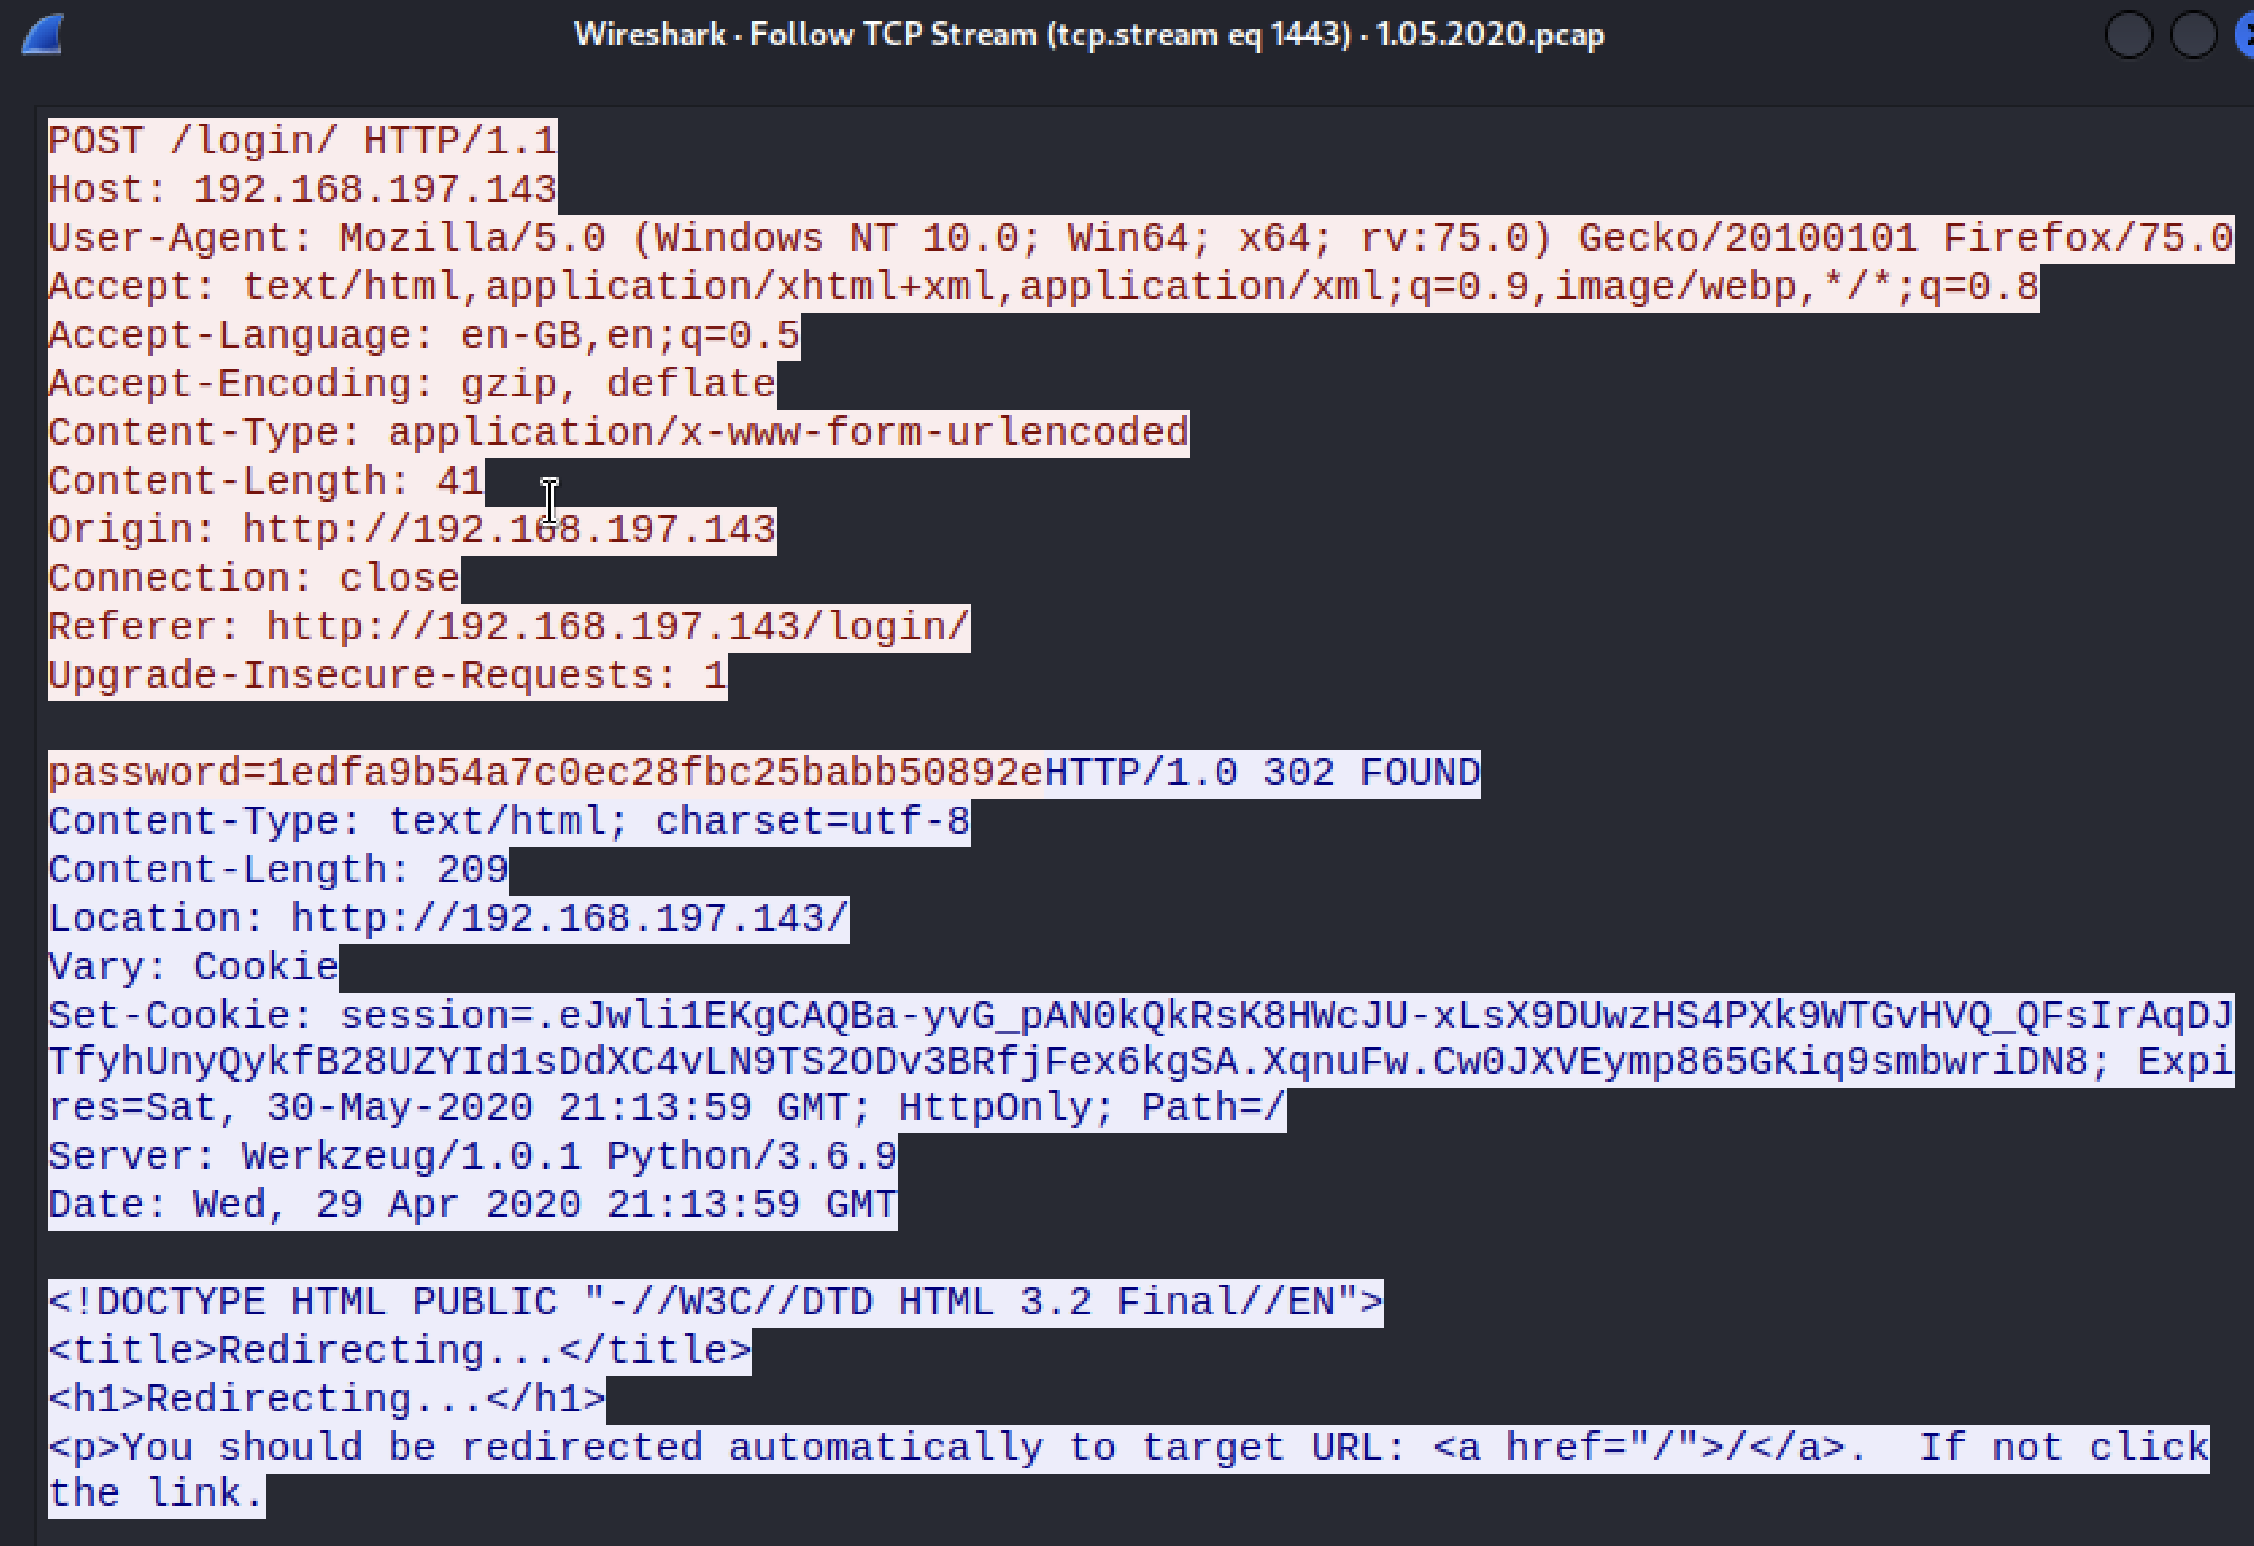 Wireshark · Follow TCP Stream (tcp.stream eq 1443) · 1.05.2020.pcap
POST /login/ HTTP/1.1
Host: 192.168.197.143
User-Agent: Mozilla/5.0 (Windows NT 10.0; Win64; x64; rv:75.0) Gecko/20100101 Firefox/75.0
Accept: text/html,application/xhtml+xml,application/xml;q=0.9,image/webp,*/*;q=0.8
Accept-Language: en-GB,en;q=0.5
Accept-Encoding: gzip, deflate
Content-Type: application/x-www-form-urlencoded
Content-Length: 41
Origin: http://192.168.197.143
Connection: close
Referer: http://192.168.197.143/login/
Upgrade-Insecure-Requests: 1
password=1edfa9b54a7c0ec28fbc25babb50892eHTTP/1.0 302 FOUND
Content-Type: text/html; charset=utf-8
Content-Length: 209
Location: http://192.168.197.143/
Vary: Cookie
Set-Cookie: session=.eJwli1EKgCAQBa-yvG_pAN0kQkRsK8HWcJU-xLsX9DUwzHS4PXk9WTGvHVQ_QFsIrAqDJ
TfyhUnyQykfB28UZYId1sDdXC4vLN9TS2ODv3BRfjFex6kgSA.XqnuFw.Cw0JXVEymp865GKiq9smbwriDN8; Expi
res=Sat, 30-May-2020 21:13:59 GMT; HttpOnly; Path=/
Server: Werkzeug/1.0.1 Python/3.6.9
Date: Wed, 29 Apr 2020 21:13:59 GMT
<!DOCTYPE HTML PUBLIC "-//W3C//DTD HTML 3.2 Final//EN">
<title>Redirecting...</title>
<h1>Redirecting...</h1>
<p>You should be redirected automatically to target URL: <a href="/">/</a>.  If not click
the link.